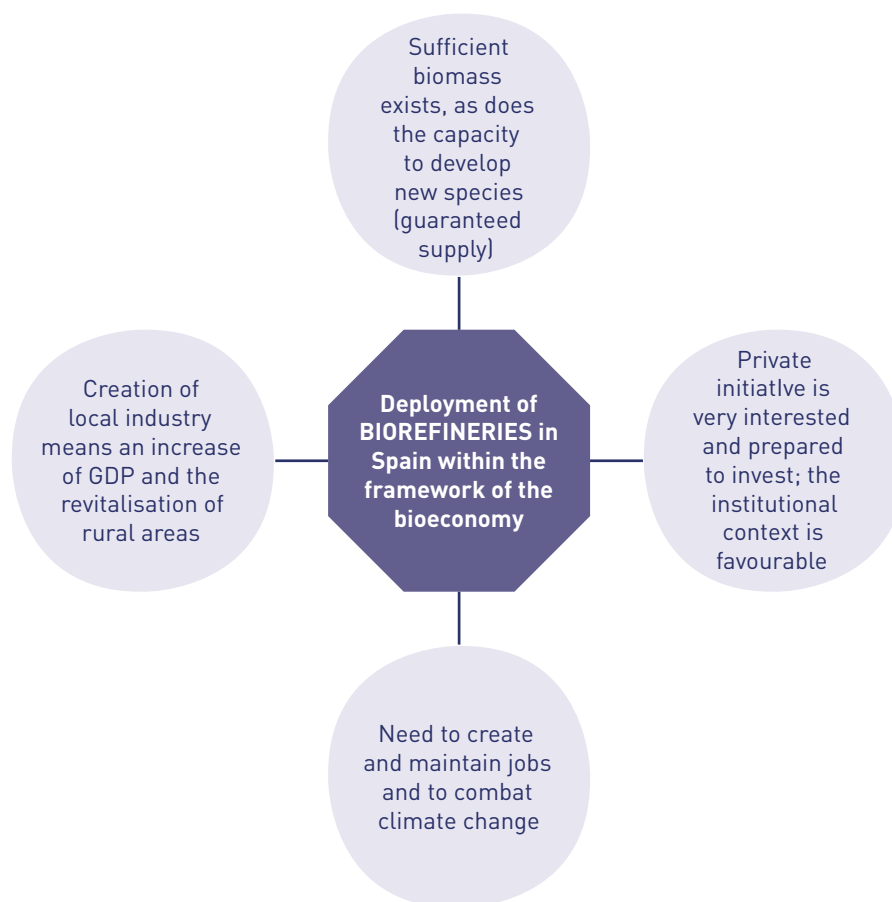 Sufficient
biomass
exists, as does
the capacity
to develop
new species
(guaranteed
supply)
Creation of
local industry
means an increase
of GDP and the
revitalisation of
rural areas
Deployment of
BIOREFINERIES in
Spain within the
framework of the
bioeconomy
Private
initiatIve is
very interested
and prepared
to invest; the
institutional
context is
favourable
Need to create
and maintain jobs
and to combat
climate change